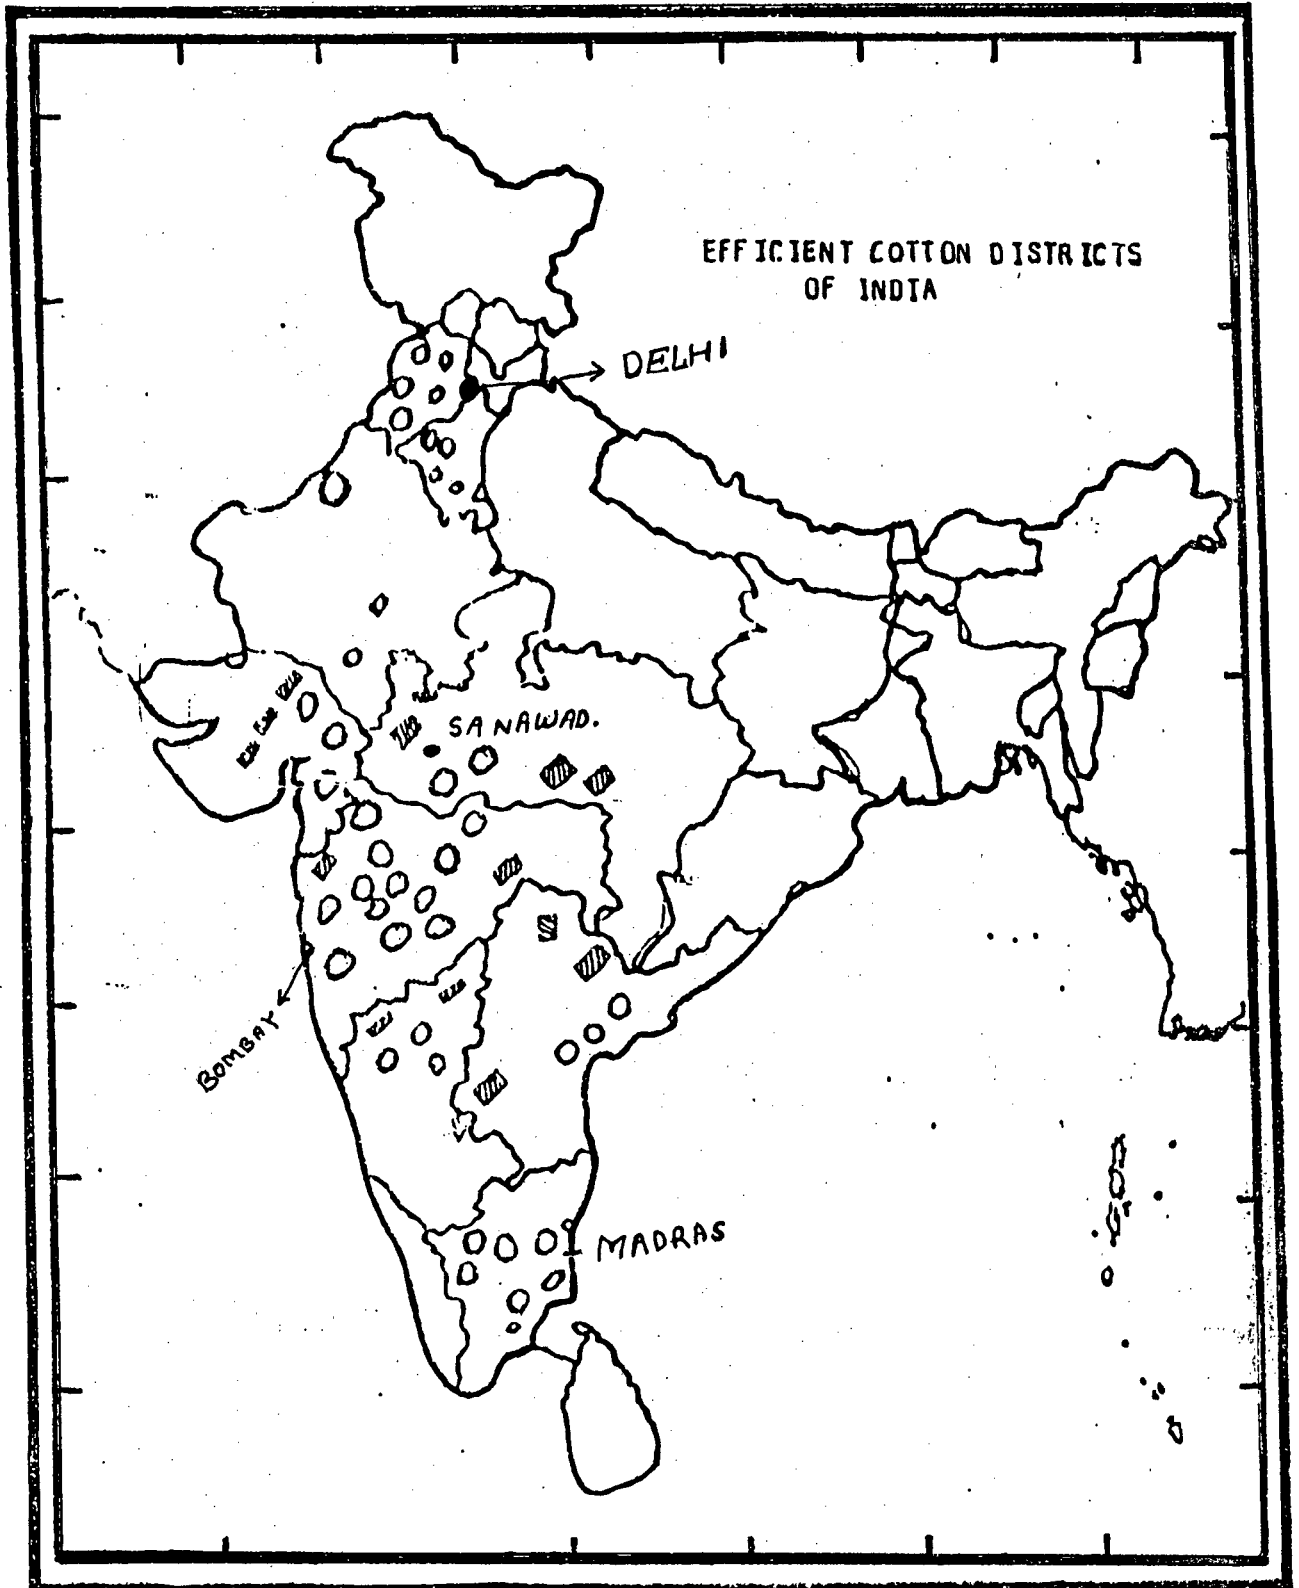 EFFICIENT COTTON DISTRICTS
OF INDIA
DELHI
SANAWAD.
BOMBAY
MADRAS